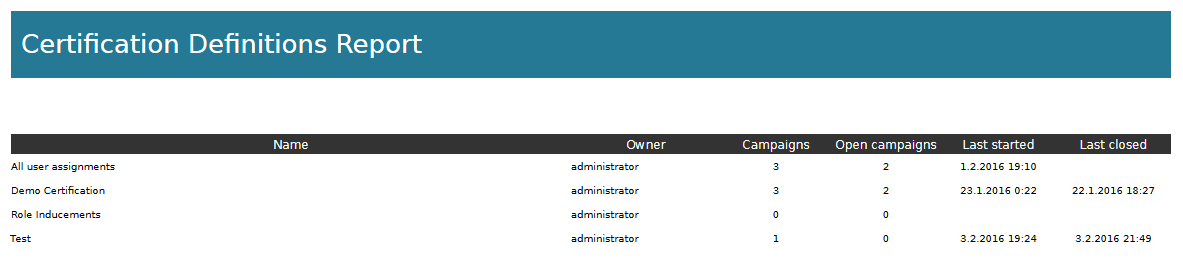 Certification Definitions Report
Name Owner Campaigns Open campaigns Last started Last closed
All user assignments administrator 3 2 1.2.2016 19:10
Demo Certification administrator 3 2 23.1.2016 0:22 22.1.2016 18:27
Role Inducements administrator 0 0
Test administrator 1 0 3.2.2016 19:24 3.2.2016 21:49